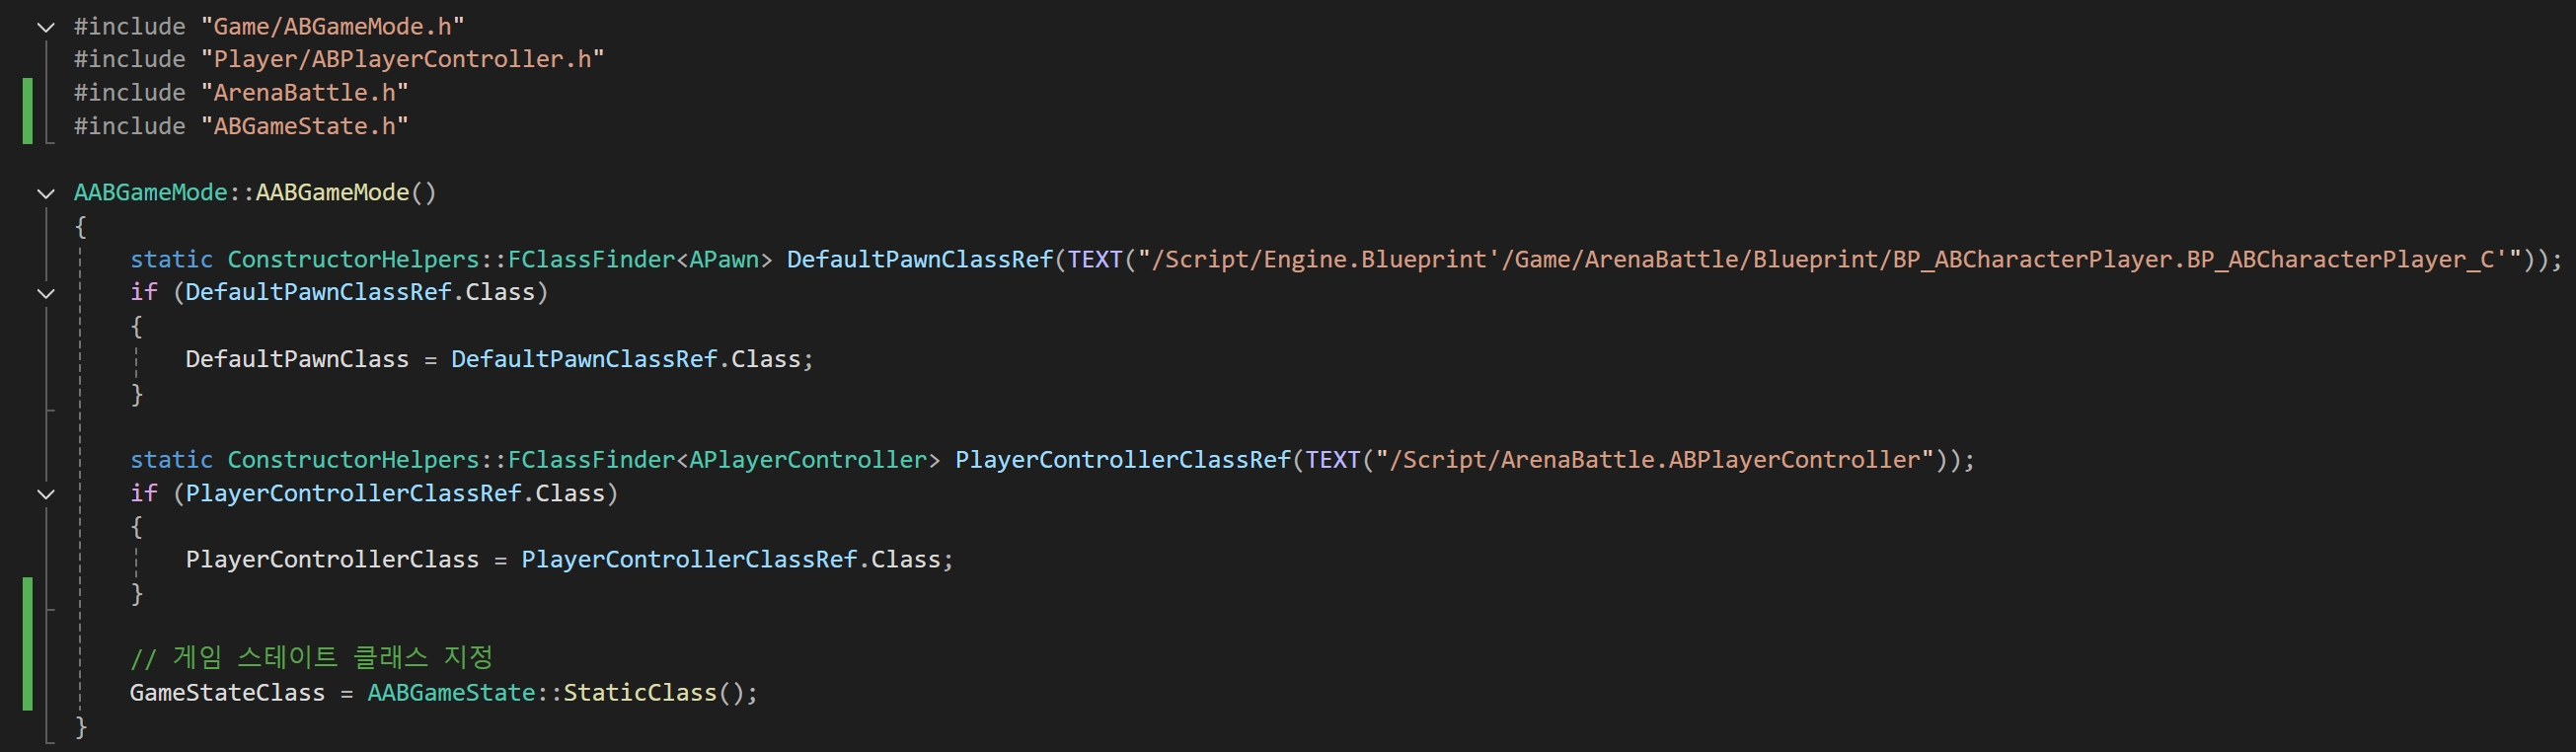 #include "Game/ABGameMode.h"
#include "Player/ABPlayerController.h"
#include "ArenaBattle.h"
#include "ABGameState.h"
AABGameMode::AABGameMode()
{
static ConstructorHelpers::FClassFinder<APawn> DefaultPawnClassRef(TEXT("/Script/Engine.Blueprint'/Game/ArenaBattle/Blueprint/BP_ABCharacterPlayer.BP_ABCharacterPlayer_C'"));
if (DefaultPawnClassRef.Class)
{
DefaultPawnClass = DefaultPawnClassRef.Class;
}
static ConstructorHelpers::FClassFinder<APlayerController> PlayerControllerClassRef(TEXT("/Script/ArenaBattle.ABPlayerController"));
if (PlayerControllerClassRef.Class)
{
PlayerControllerClass = PlayerControllerClassRef.Class;
}
// 게임 스테이트 클래스 지정
GameStateClass = AABGameState::StaticClass();
}